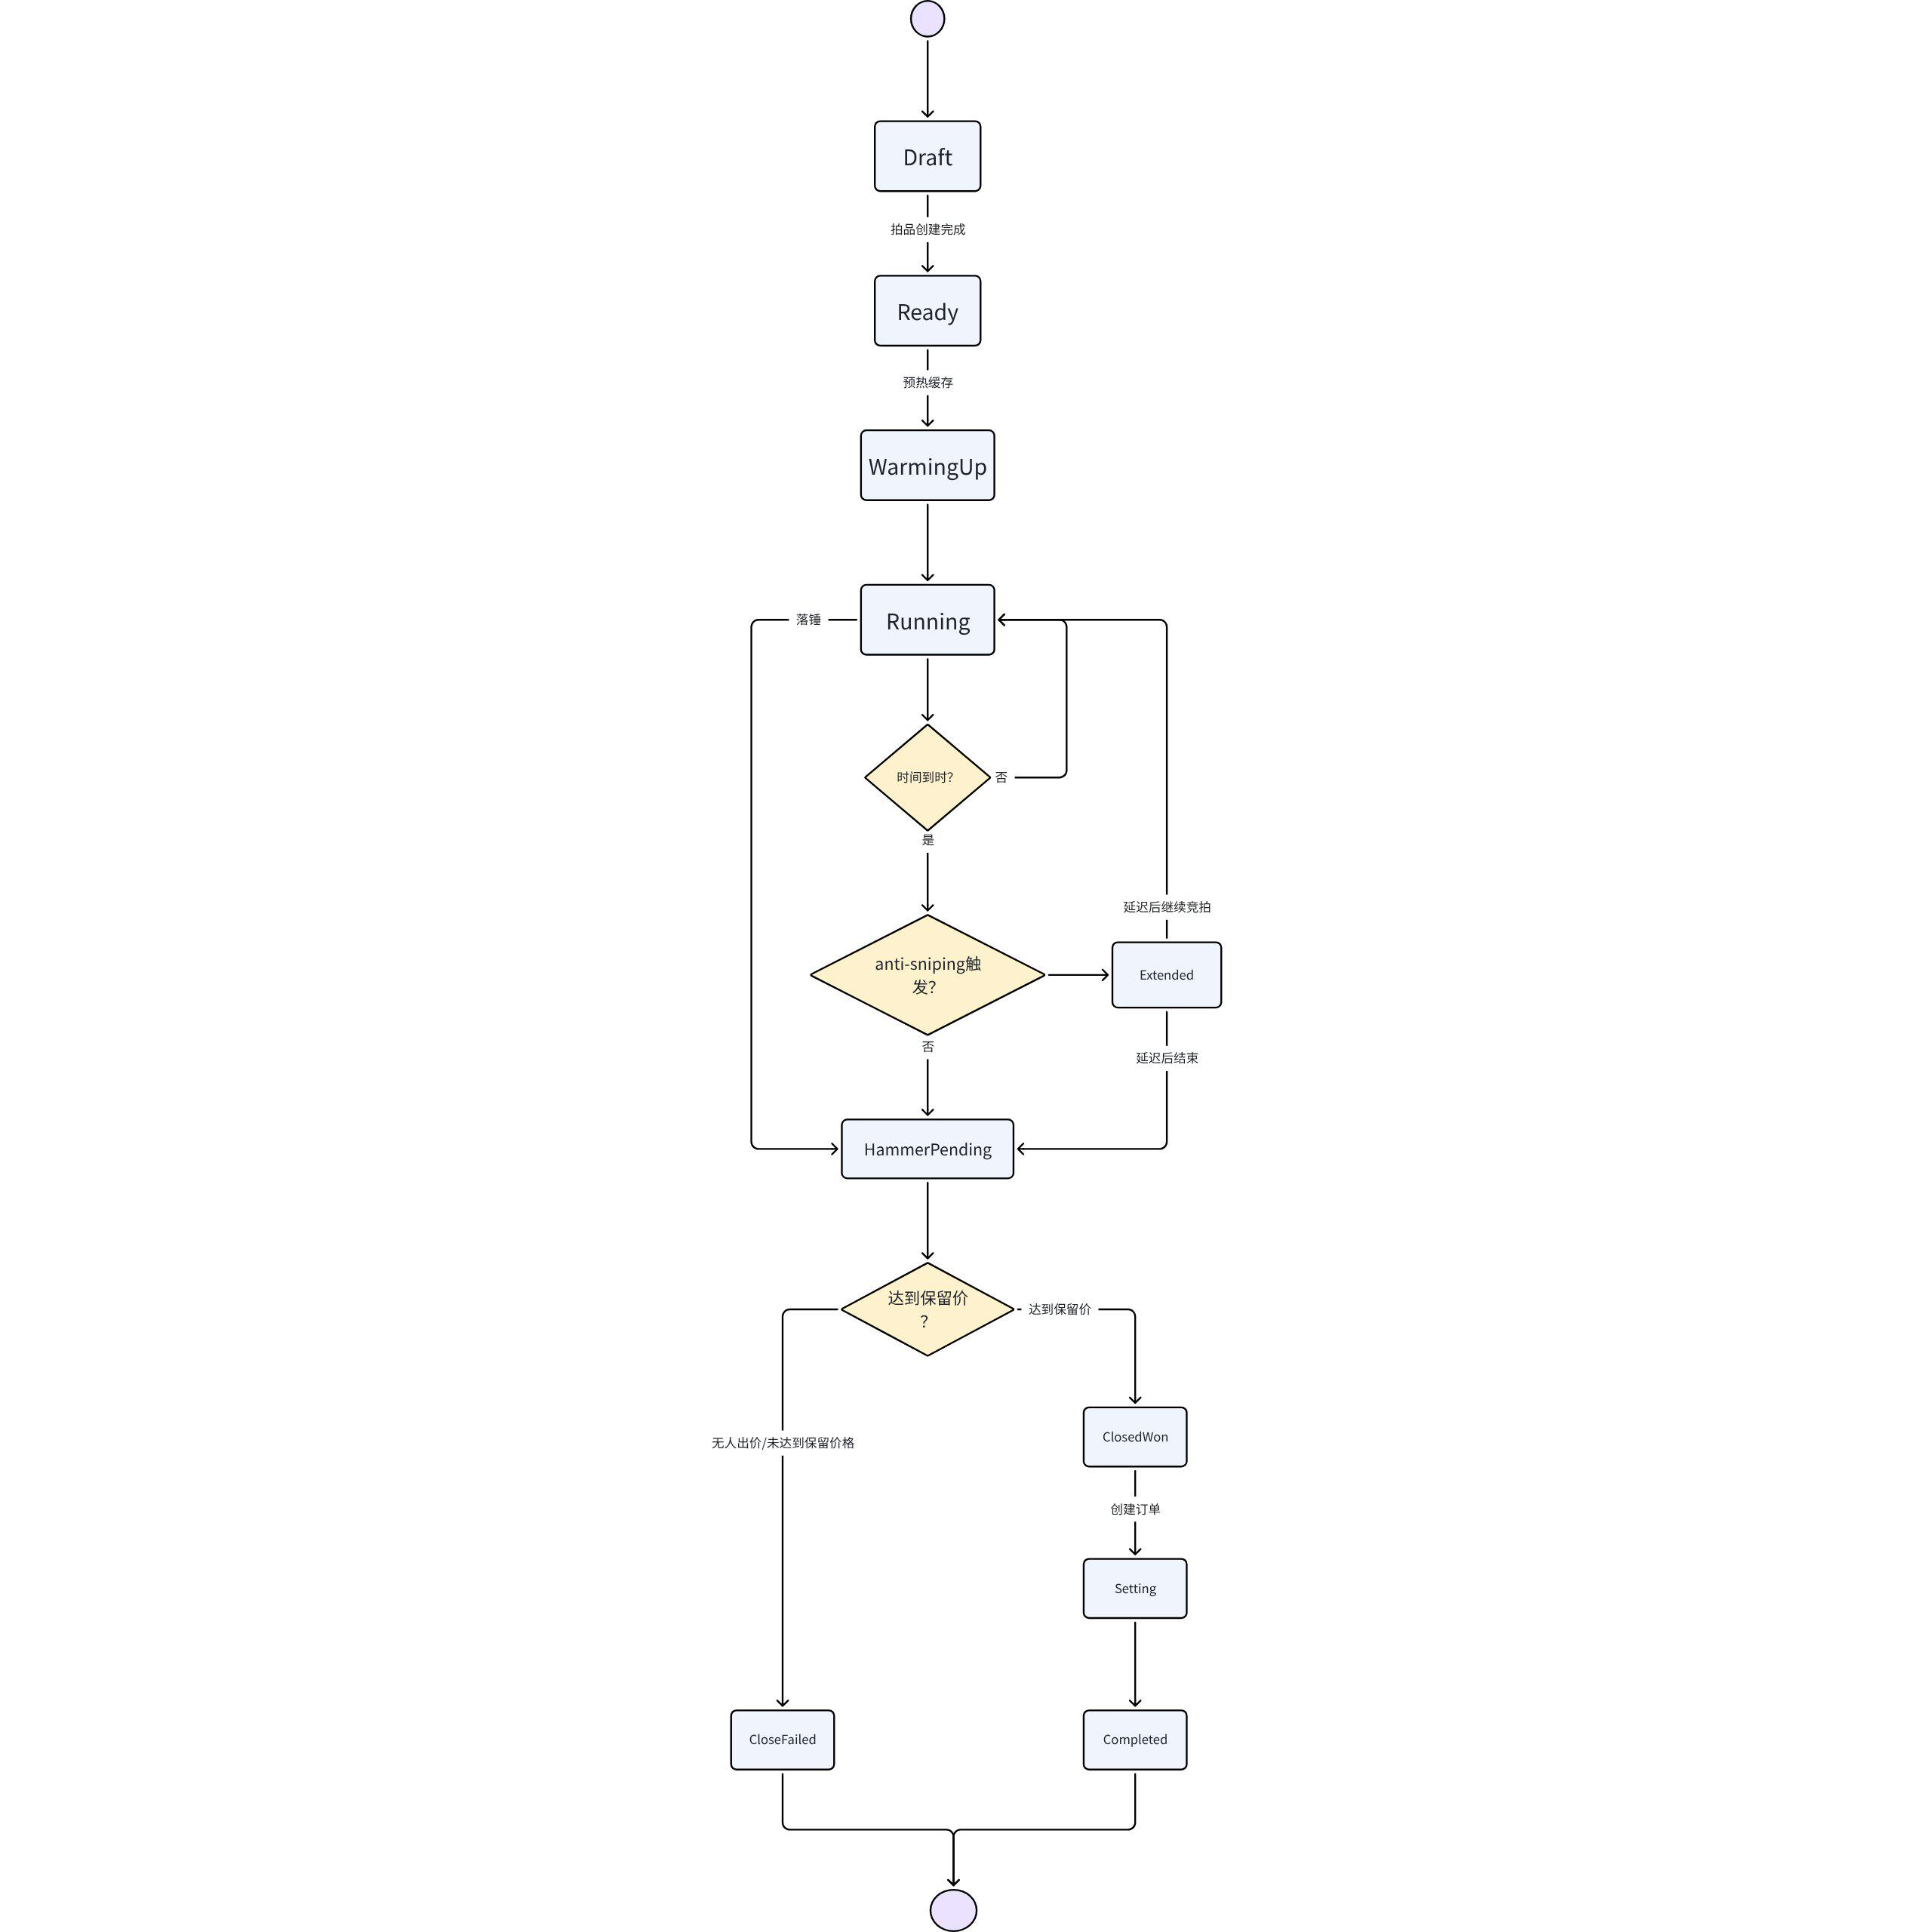 Draft
拍品创建完成
Ready
预热缓存
WarmingUp
落锤
Running
时间到时?
否
是
延迟后继续竞拍
anti-sniping触
发?
Extended
否
延迟后结束
HammerPending
达到保留价
?
达到保留价
ClosedWon
无人出价/未达到保留价格
创建订单
Setting
CloseFailed
Completed